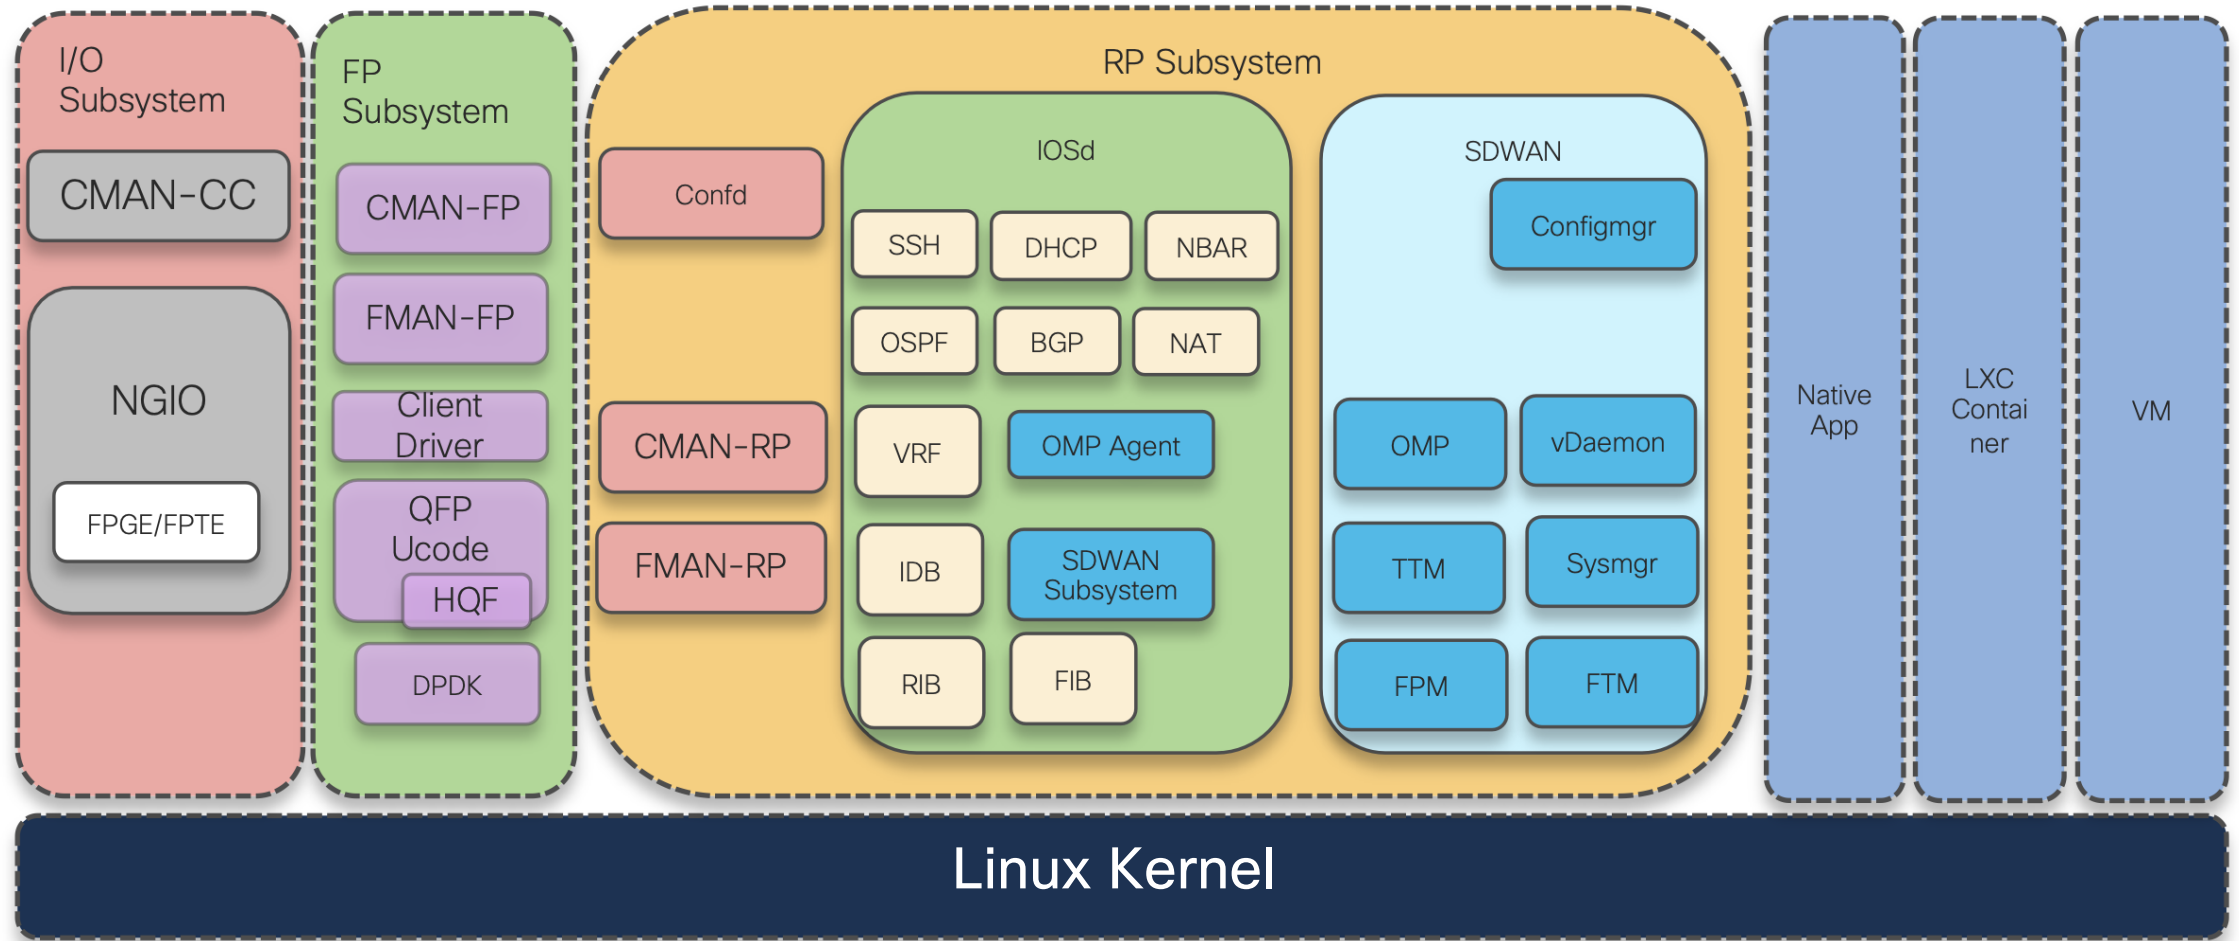 I/O
Subsystem
CMAN-CC
NGIO
FPGE/FPTE
FP
Subsystem
CMAN-FP
FMAN-FP
Client
Driver
QFP
Ucode
HQF
DPDK
RP Subsystem
Confd
CMAN-RP
FMAN-RP
IOSd
SSH
DHCP
NBAR
OSPF
BGP
NAT
VRF
OMP Agent
IDB
SDWAN
Subsystem
RIB
FIB
SDWAN
Configmgr
OMP
vDaemon
TTM
Sysmgr
FPM
FTM
Native
App
LXC
Contai
ner
VM
Linux Kernel